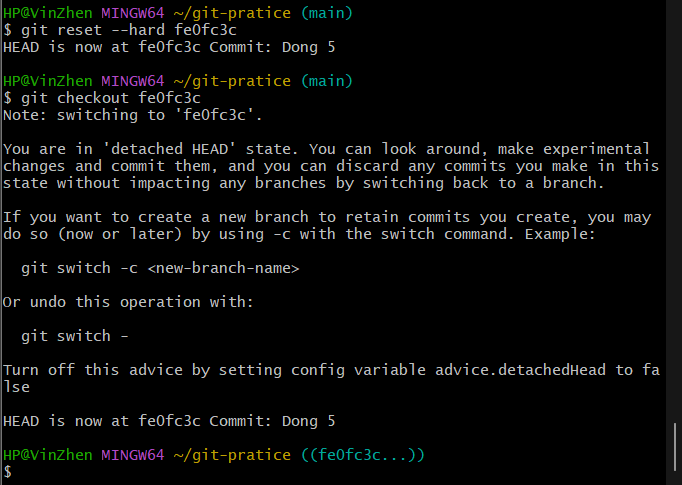 HP@VinZhen MINGW64 ~/git-pratice (main)
$ git reset --hard fe0fc3c
HEAD is now at fe0fc3c Commit: Dong 5
HP@VinZhen MINGW64 ~/git-pratice (main)
$ git checkout fe0fc3c
Note: switching to 'fe0fc3c'.
You are in 'detached HEAD' state. You can look around, make experimental
changes and commit them, and you can discard any commits you make in this
state without impacting any branches by switching back to a branch.
If you want to create a new branch to retain commits you create, you may
do so (now or later) by using -c with the switch command. Example:
git switch -c <new-branch-name>
Or undo this operation with:
git switch -
Turn off this advice by setting config variable advice.detachedHead to fa
lse
HEAD is now at fe0fc3c Commit: Dong 5
HP@VinZhen MINGW64 ~/git-pratice ((fe0fc3c...))
$